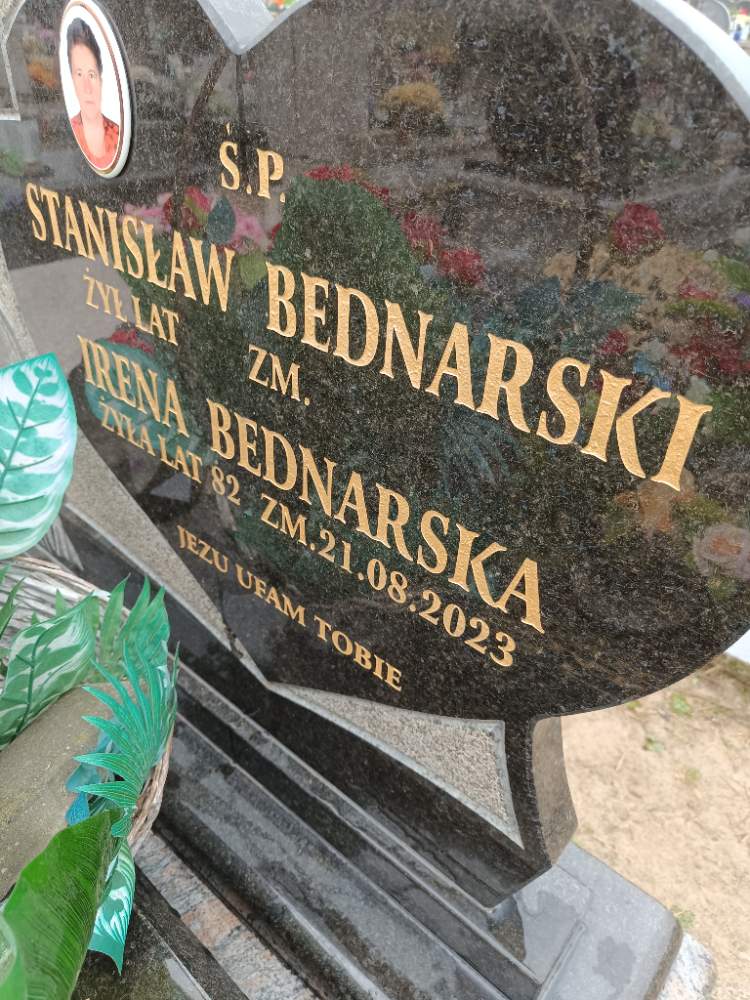 Ś.P.
STANISŁAW BEDNARSKI
ŻYŁ LAT ZM.
IRENA BEDNARSKA
ŻYŁA LAT 82 ZM.21.08.2023
JEZU UFAM TOBIE